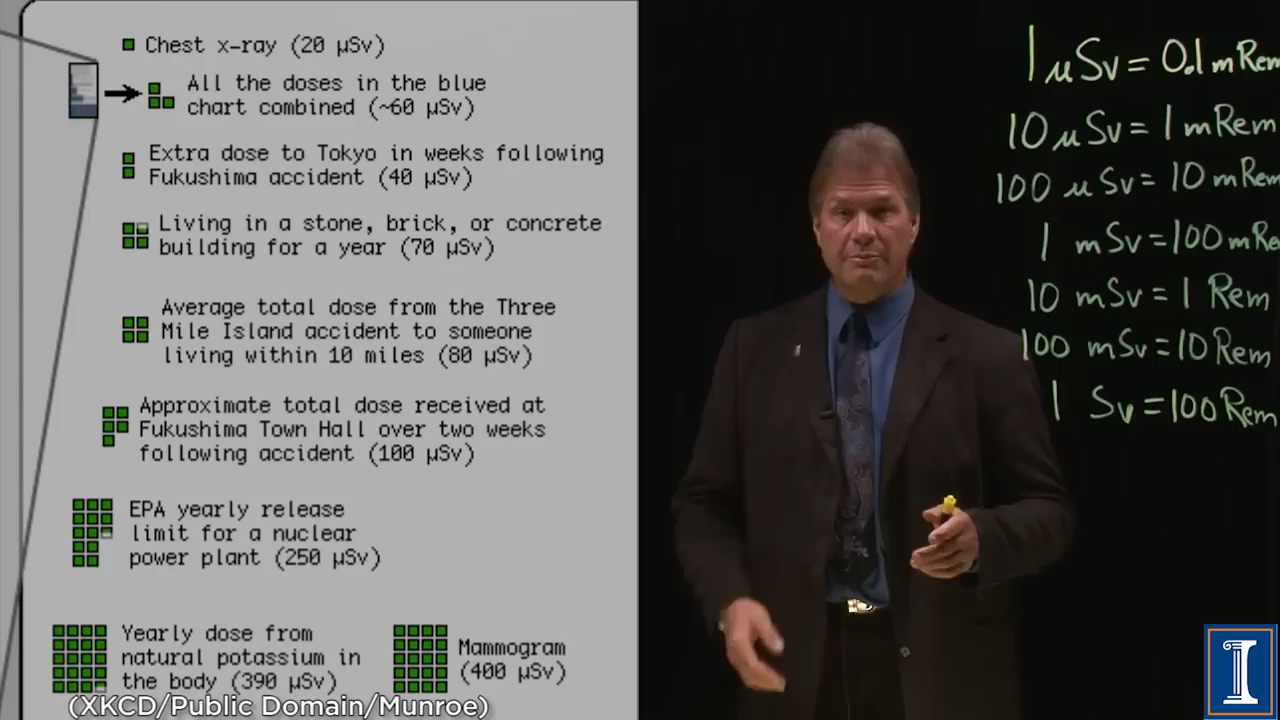 Chest x-ray (20 µSv)
All the doses in the blue
chart combined (~60 µSv)
Extra dose to Tokyo in weeks following
Fukushima accident (40 µSv)
Living in a stone, brick, or concrete
building for a year (70 µSv)
Average total dose from the Three
Mile Island accident to someone
living within 10 miles (80 µSv)
Approximate total dose received at
Fukushima Town Hall over two weeks
following accident (100 µSv)
EPA yearly release
limit for a nuclear
power plant (250 µSv)
Yearly dose from
natural potassium in
the body (390 µSv)
Mammogram
(400 µSv)
(XKCD/Public Domain/Munroe)
1 µSv = 0.1 mRem
10 µSv = 1 mRem
100 µSv = 10 mRem
1 mSv = 100 mRe
10 mSv = 1 Rem
100 mSv = 10 Rem
1 Sv = 100 Rem
I